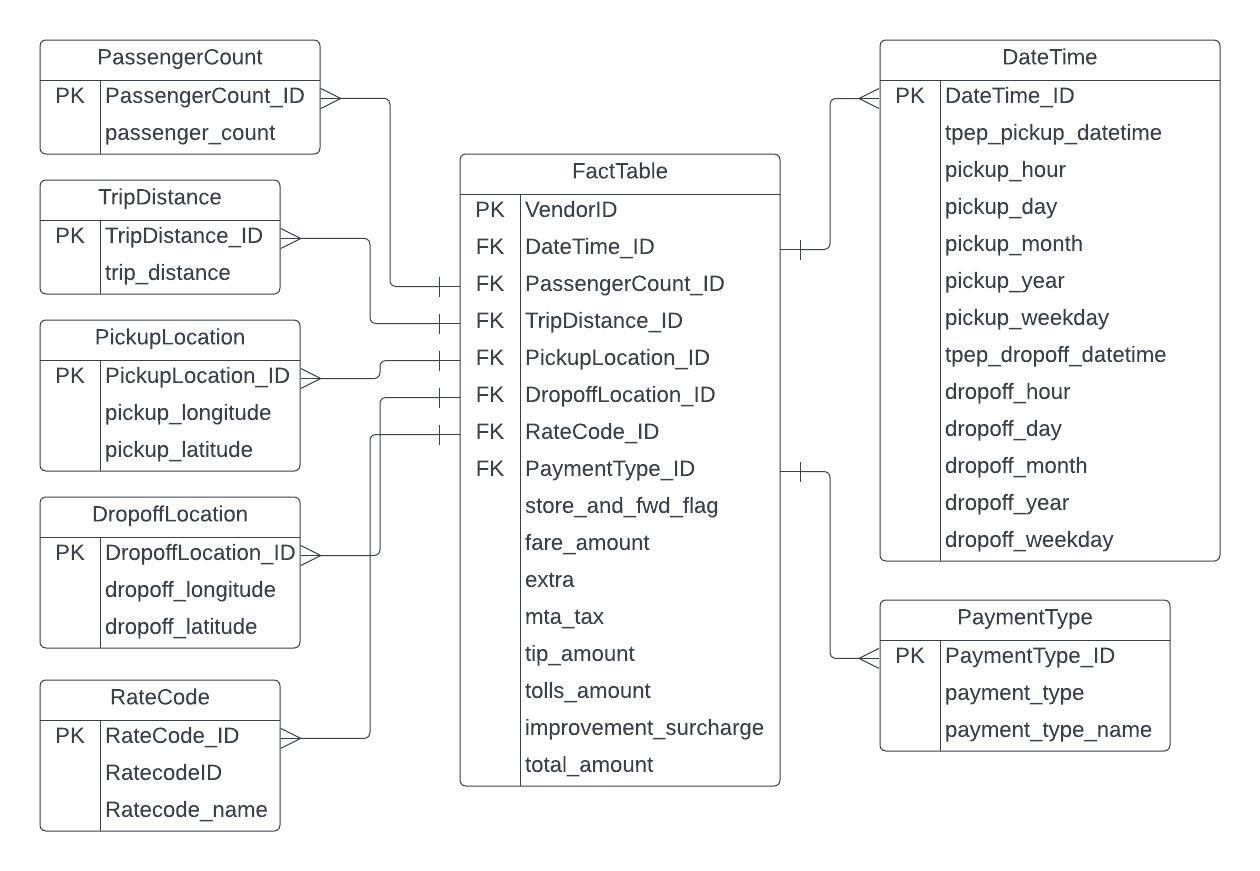 PassengerCount
PK PassengerCount_ID
passenger_count
TripDistance
PK TripDistance_ID
trip_distance
PickupLocation
PK PickupLocation_ID
pickup_longitude
pickup_latitude
DropoffLocation
PK DropoffLocation_ID
dropoff_longitude
dropoff_latitude
RateCode
PK RateCode_ID
RatecodeID
Ratecode_name
FactTable
PK VendorID
FK DateTime_ID
FK PassengerCount_ID
FK TripDistance_ID
FK PickupLocation_ID
FK DropoffLocation_ID
FK RateCode_ID
FK PaymentType_ID
store_and_fwd_flag
fare_amount
extra
mta_tax
tip_amount
tolls_amount
improvement_surcharge
total_amount
DateTime
PK DateTime_ID
tpep_pickup_datetime
pickup_hour
pickup_day
pickup_month
pickup_year
pickup_weekday
tpep_dropoff_datetime
dropoff_hour
dropoff_day
dropoff_month
dropoff_year
dropoff_weekday
PaymentType
PK PaymentType_ID
payment_type
payment_type_name